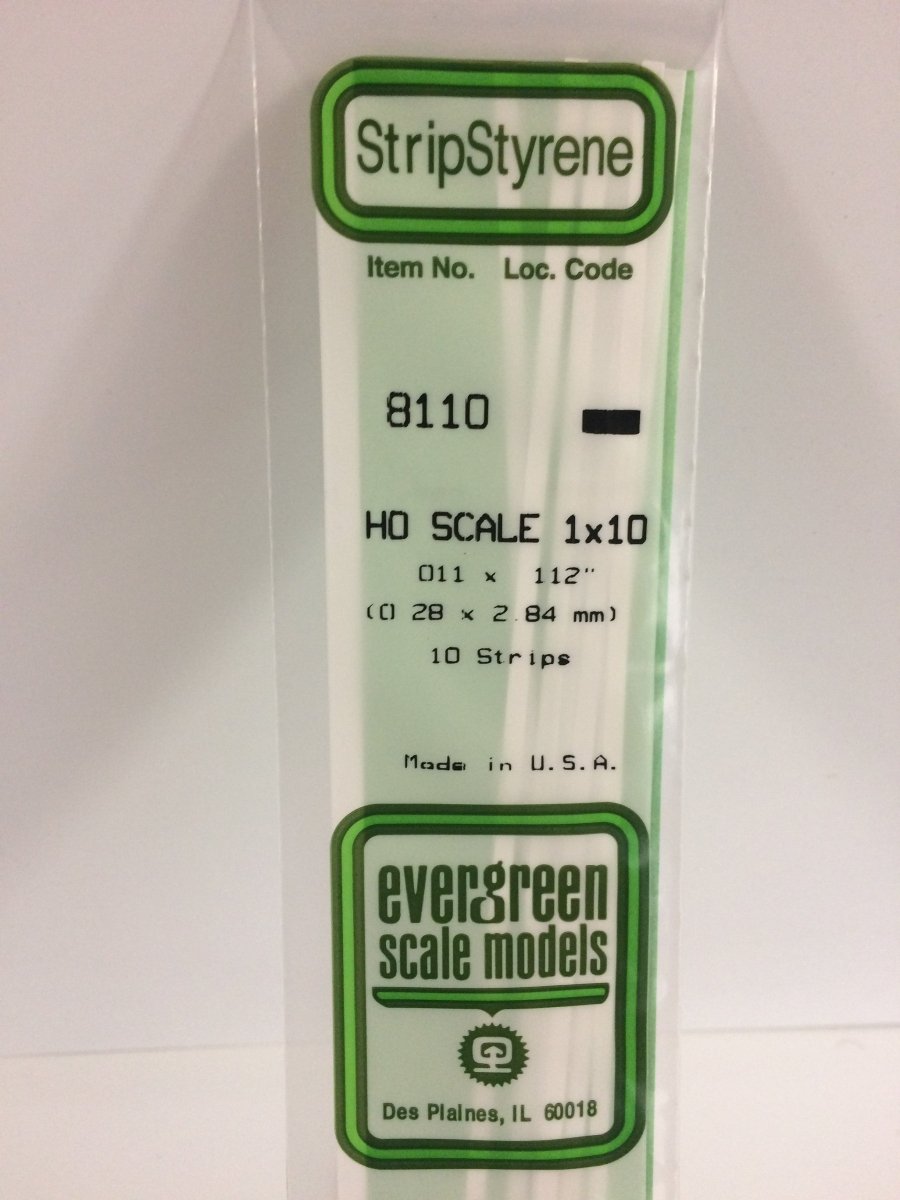 StripStyrene
Item No. Loc. Code
8110
HO SCALE 1x10
011 x 112"
(0 28 x 2.84 mm)
10 Strips
Made in U.S.A.
evergreen
scale models
Des Plaines, IL 60018